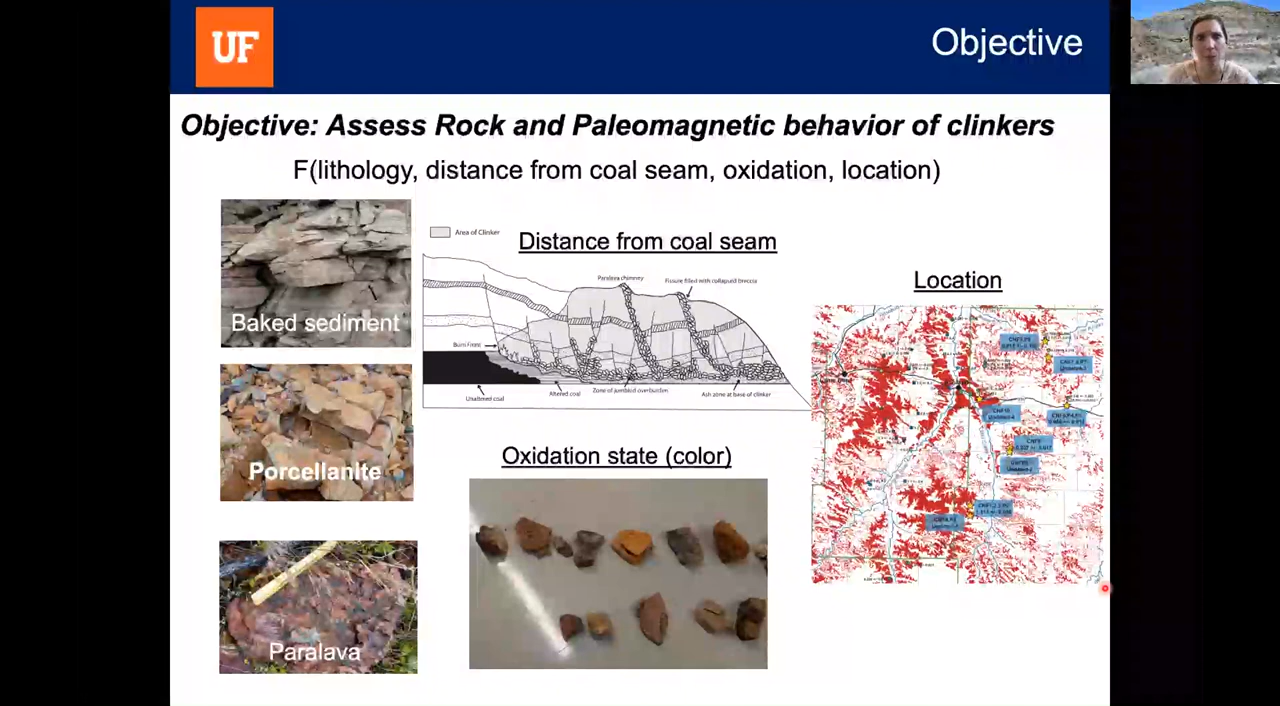 UF
Objective
Objective: Assess Rock and Paleomagnetic behavior of clinkers
F(lithology, distance from coal seam, oxidation, location)
Baked sediment
Porcellanite
Paralava
Area of Clinker
Distance from coal seam
Paralava chimney
Fissure filled with collapsed breccia
Burn Front
Unaltered coal
Altered coal
Zone of jumbled overburden
Ash zone at base of clinker
Oxidation state (color)
Location